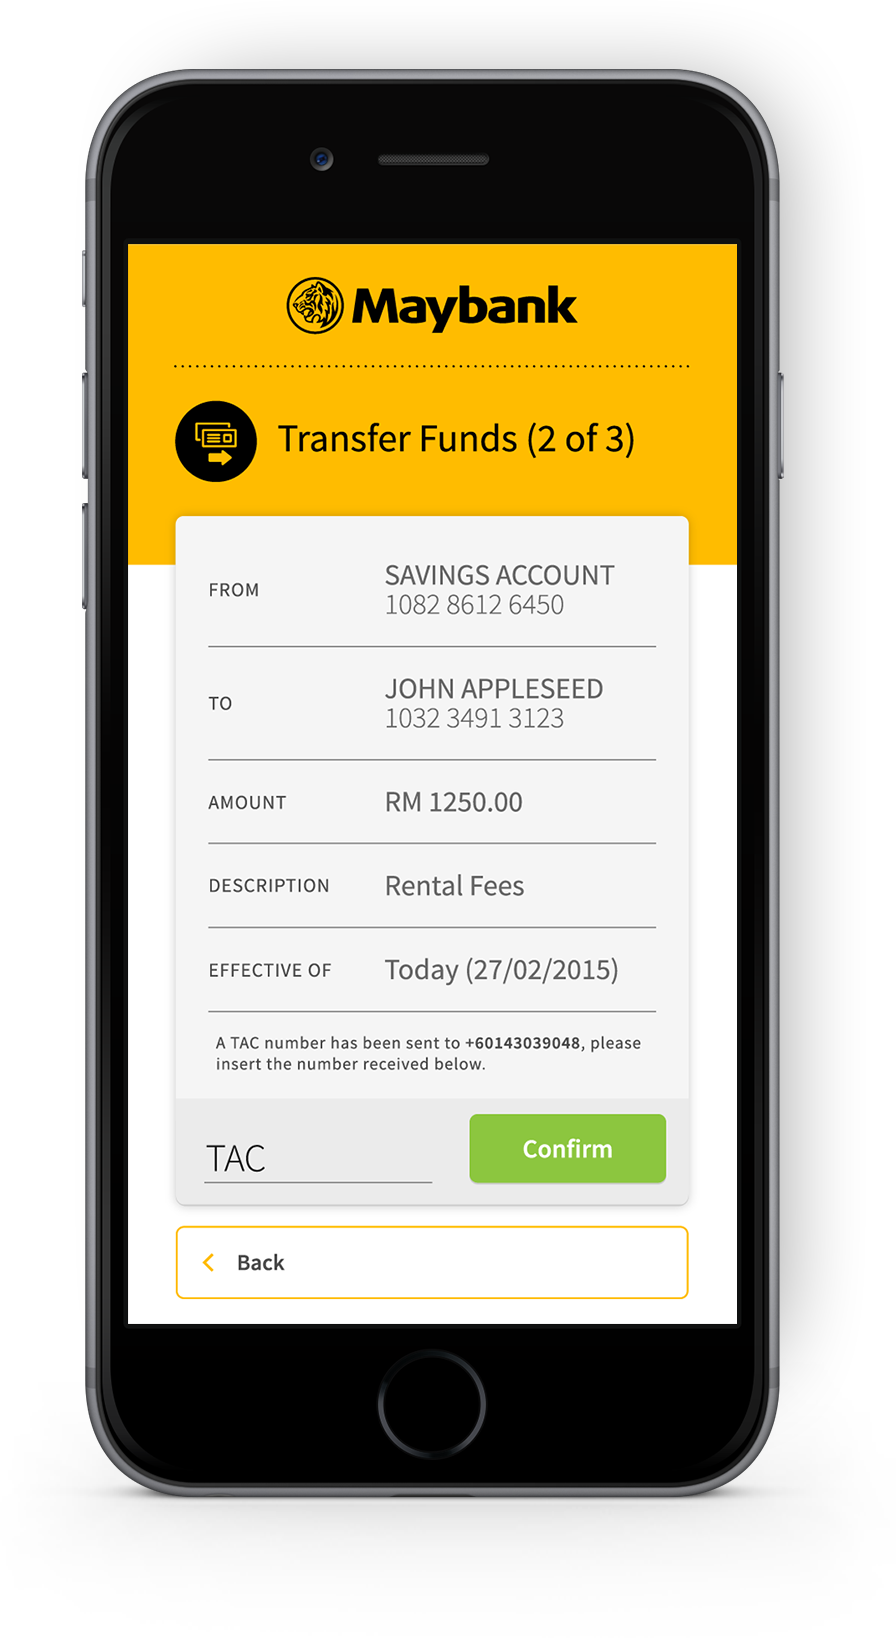 Maybank
Transfer Funds (2 of 3)
FROM
SAVINGS ACCOUNT
1082 8612 6450
TO
JOHN APPLESEED
1032 3491 3123
AMOUNT
RM 1250.00
DESCRIPTION
Rental Fees
EFFECTIVE OF
Today (27/02/2015)
A TAC number has been sent to +60143039048, please
insert the number received below.
TAC
Confirm
Back